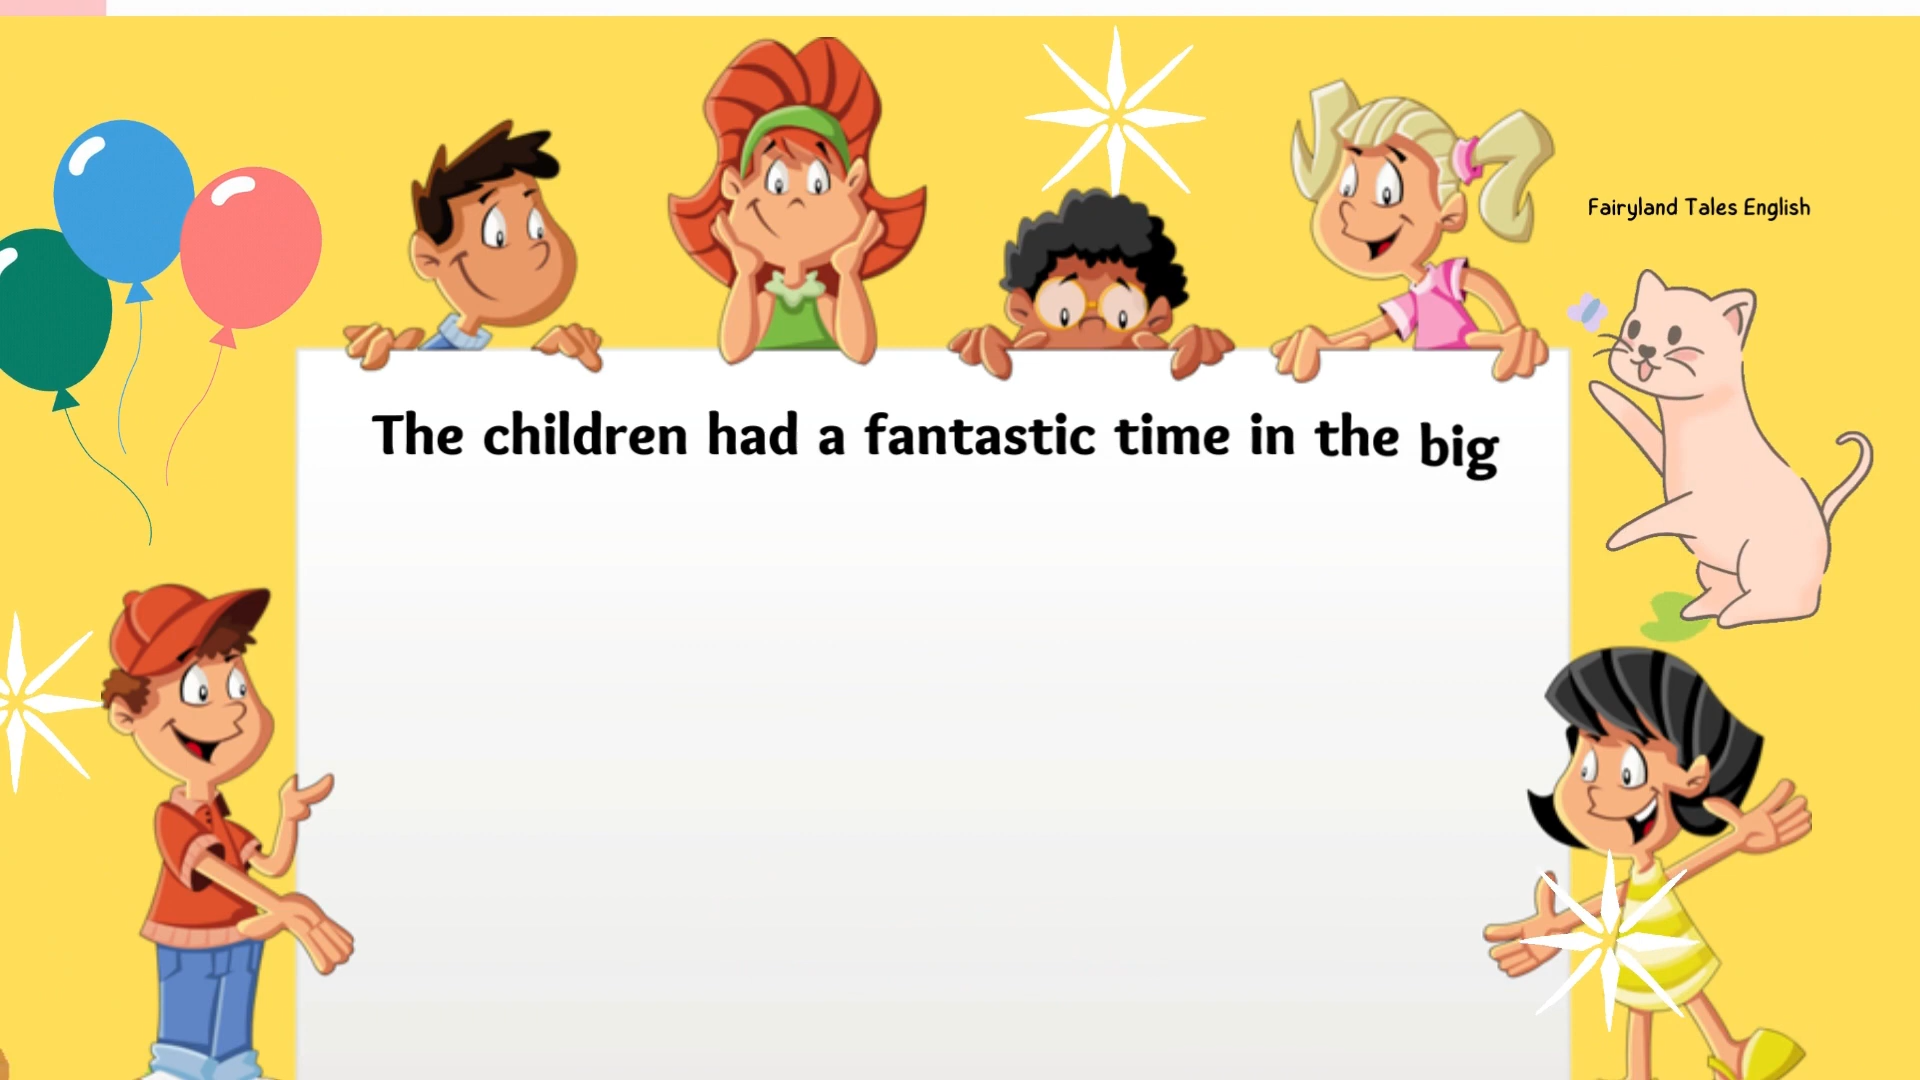 Fairyland Tales English
The children had a fantastic time in the big